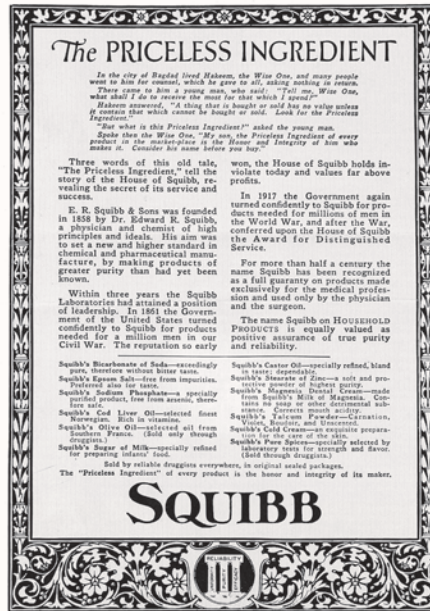 The PRICELESS INGREDIENT
In the city of Bagdad lived Hakeem, the Wise One, and many people
went to him for counsel, which he gave to all, asking nothing in return.
There came to him a young man, who said: "Tell me, Wise One,
what shall I do to receive the most for that which I spend?"
Hakeem answered, "A thing that is bought or sold has no value unless
it contain that which cannot be bought or sold. Look for the Priceless
Ingredient."
"But what is this Priceless Ingredient?" asked the young man.
Spoke then the Wise One, "My son, the Priceless Ingredient of every
product in the market-place is the Honor and Integrity of him who
makes it. Consider his name before you buy."
Three words of this old tale,
"The Priceless Ingredient," tell the
story of the House of Squibb, re-
vealing the secret of its service and
success.
E. R. Squibb & Sons was founded
in 1858 by Dr. Edward R. Squibb,
a physician and chemist of high
principles and ideals. His aim was
to set a new and higher standard in
chemical and pharmaceutical manu-
facture, by making products of
greater purity than had yet been
known.
Within three years the Squibb
Laboratories had attained a position
of leadership. In 1861 the Govern-
ment of the United States turned
confidently to Squibb for products
needed for a million men in our
Civil War. The reputation so early
won, the House of Squibb holds in-
violate today and values far above
profits.
In 1917 the Government again
turned confidently to Squibb for pro-
ducts needed for millions of men in
the World War, and after the War,
conferred upon the House of Squibb
the Award for Distinguished
Service.
For more than half a century the
name Squibb has been recognized
as a full guaranty on products made
exclusively for the medical profes-
sion and used only by the physician
and the surgeon.
The name Squibb on HOUSEHOLD
PRODUCTS is equally valued as
positive assurance of true purity
and reliability.
Squibb's Bicarbonate of Soda—exceedingly
pure, therefore without bitter taste.
Squibb's Epsom Salt—free from impurities.
Preferred also for taste.
Squibb's Sodium Phosphate—a specially
purified product, free from arsenic, there-
fore safe.
Squibb's Cod Liver Oil—selected finest
Norwegian. Rich in vitamine.
Squibb's Olive Oil—selected oil from
Southern France. (Sold only through
druggists.)
Squibb's Sugar of Milk—specially refined
for preparing infants' food.
Squibb's Castor Oil—specially refined, bland
in taste; dependable.
Squibb's Stearate of Zinc—a soft and pro-
tective powder of highest purity.
Squibb's Magnesia Dental Cream—made
from Squibb's Milk of Magnesia. Con-
tains no soap or other detrimental sub-
stance. Corrects mouth acidity.
Squibb's Talcum Powder—Carnation,
Violet, Boudoir, and Unscented.
Squibb's Cold Cream—an exquisite prepara-
tion for the care of the skin.
Squibb's Pure Spices—specially selected by
laboratory tests for strength and flavor.
(Sold only through druggists.)
Sold by reliable druggists everywhere, in original sealed packages.
The "Priceless Ingredient" of every product is the honor and integrity of its maker.
SQUIBB
RELIABILITY